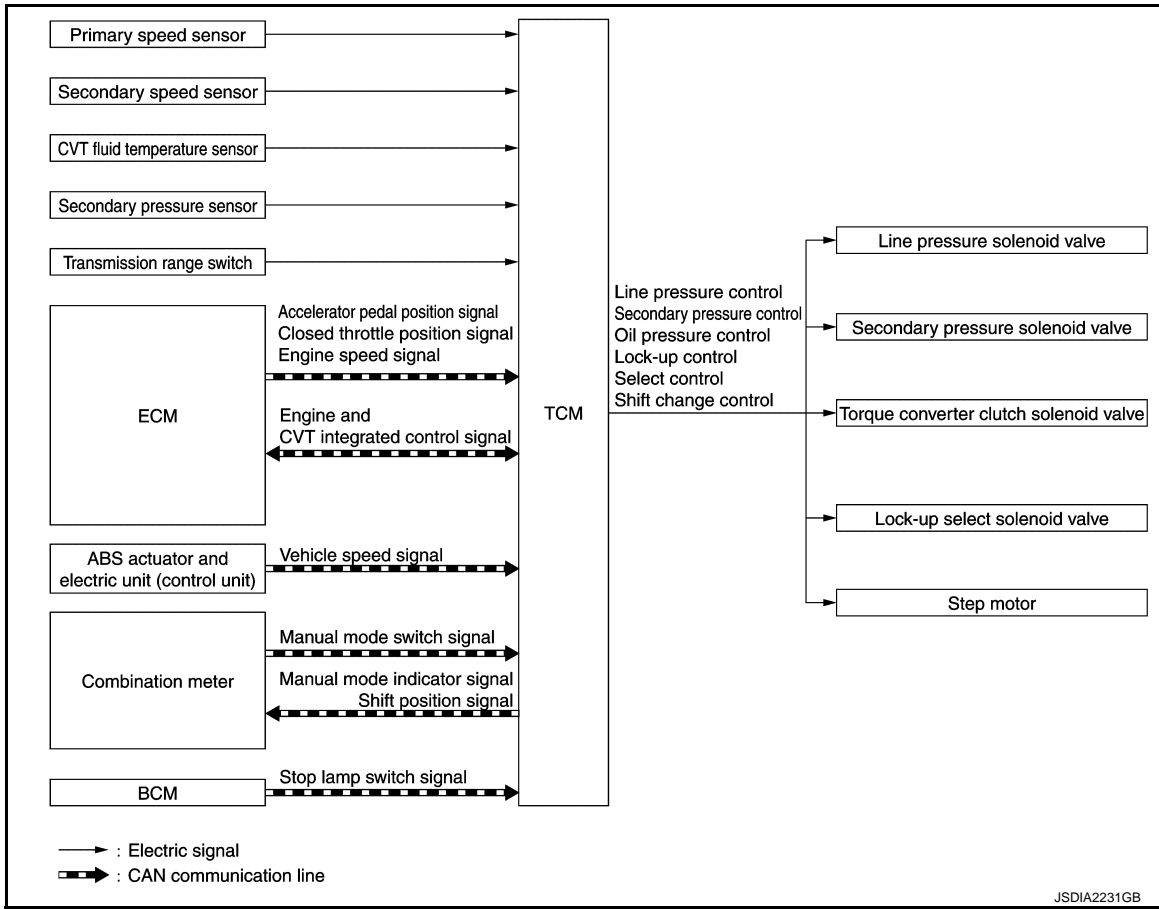 Primary speed sensor
Secondary speed sensor
CVT fluid temperature sensor
Secondary pressure sensor
Transmission range switch
ECM
Accelerator pedal position signal
Closed throttle position signal
Engine speed signal
Engine and
CVT integrated control signal
ABS actuator and
electric unit (control unit)
Vehicle speed signal
Combination meter
Manual mode switch signal
Manual mode indicator signal
Shift position signal
BCM
Stop lamp switch signal
TCM
Line pressure control
Secondary pressure control
Oil pressure control
Lock-up control
Select control
Shift change control
Line pressure solenoid valve
Secondary pressure solenoid valve
Torque converter clutch solenoid valve
Lock-up select solenoid valve
Step motor
: Electric signal
: CAN communication line
JSDIA2231GB